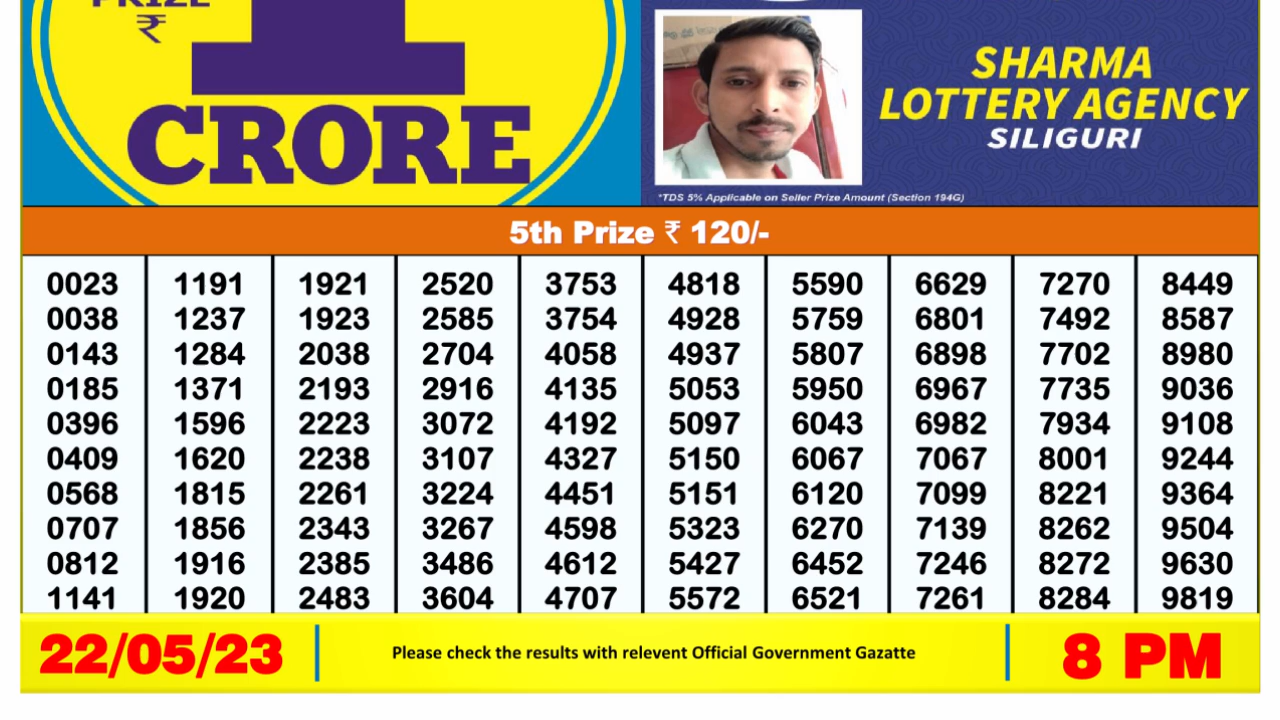 PRIZE
₹
1
CRORE
SHARMA
LOTTERY AGENCY
SILIGURI
*TDS 5% Applicable on Seller Prize Amount (Section 194G)
5th Prize ₹ 120/-
0023 1191 1921 2520 3753 4818 5590 6629 7270 8449
0038 1237 1923 2585 3754 4928 5759 6801 7492 8587
0143 1284 2038 2704 4058 4937 5807 6898 7702 8980
0185 1371 2193 2916 4135 5053 5950 6967 7735 9036
0396 1596 2223 3072 4192 5097 6043 6982 7934 9108
0409 1620 2238 3107 4327 5150 6067 7067 8001 9244
0568 1815 2261 3224 4451 5151 6120 7099 8221 9364
0707 1856 2343 3267 4598 5323 6270 7139 8262 9504
0812 1916 2385 3486 4612 5427 6452 7246 8272 9630
1141 1920 2483 3604 4707 5572 6521 7261 8284 9819
22/05/23
Please check the results with relevent Official Government Gazatte
8 PM